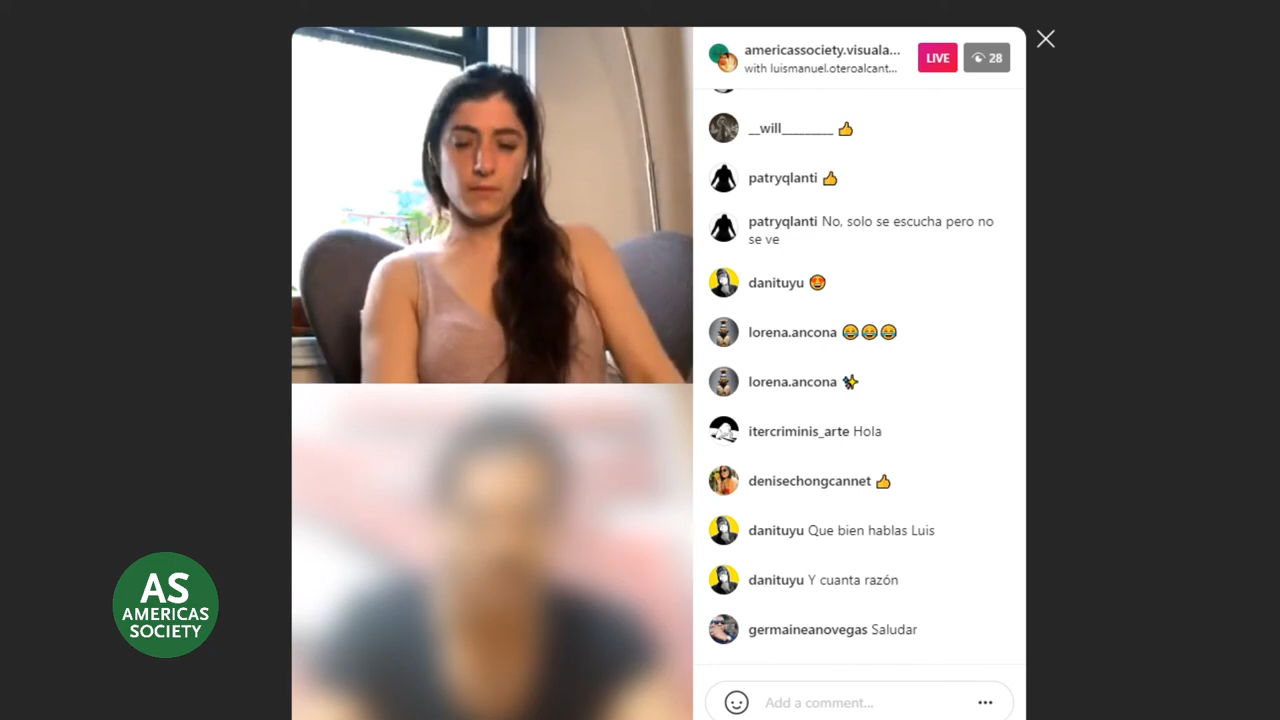 americassociety.visuala...
with luismanuel.oteroalcant...
LIVE
28
__will________ 👍
patryqlanti 👍
patryqlanti No, solo se escucha pero no
se ve
danituyu 🤩
lorena.ancona 😂😂😂
lorena.ancona ✨
itercriminis_arte Hola
denisechongcannet 👍
danituyu Que bien hablas Luis
danituyu Y cuanta razón
germaineanovegas Saludar
Add a comment...
AS
AMERICAS
SOCIETY